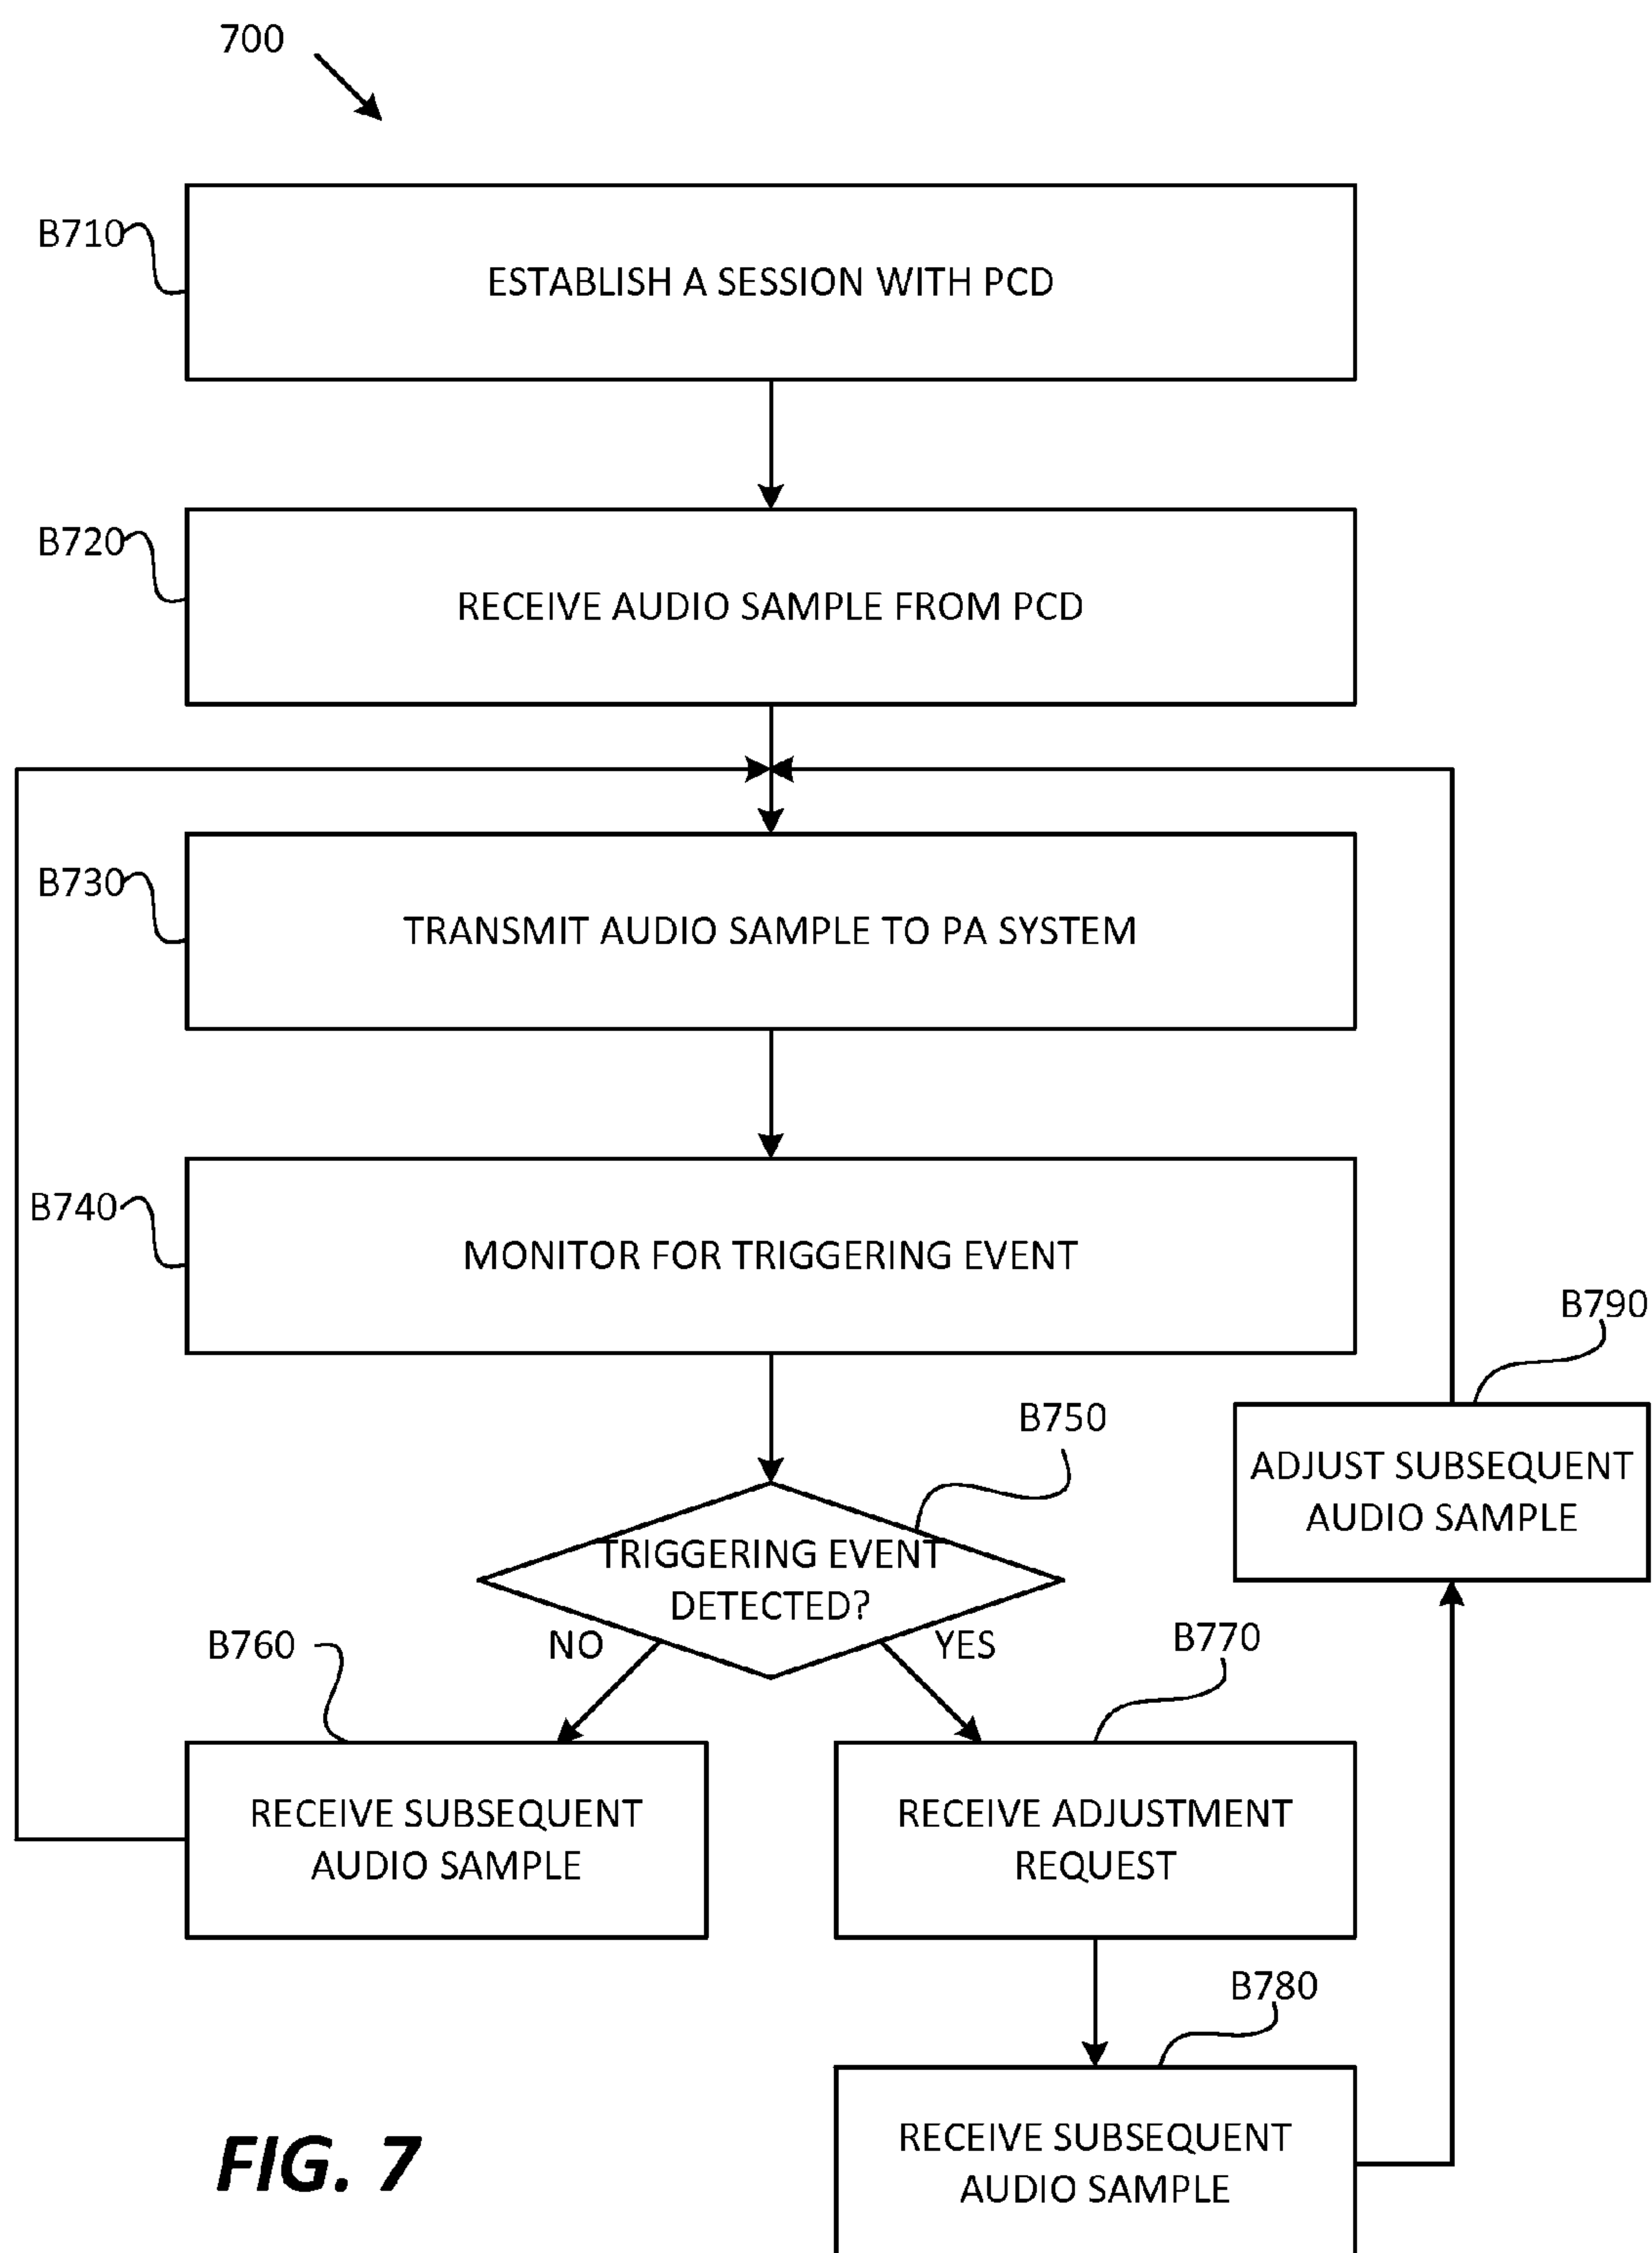 700
B710
ESTABLISH A SESSION WITH PCD
B720
RECEIVE AUDIO SAMPLE FROM PCD
B730
TRANSMIT AUDIO SAMPLE TO PA SYSTEM
B740
MONITOR FOR TRIGGERING EVENT
B790
ADJUST SUBSEQUENT
AUDIO SAMPLE
B750
TRIGGERING EVENT
DETECTED?
NO
YES
B760
RECEIVE SUBSEQUENT
AUDIO SAMPLE
B770
RECEIVE ADJUSTMENT
REQUEST
B780
RECEIVE SUBSEQUENT
AUDIO SAMPLE
FIG. 7